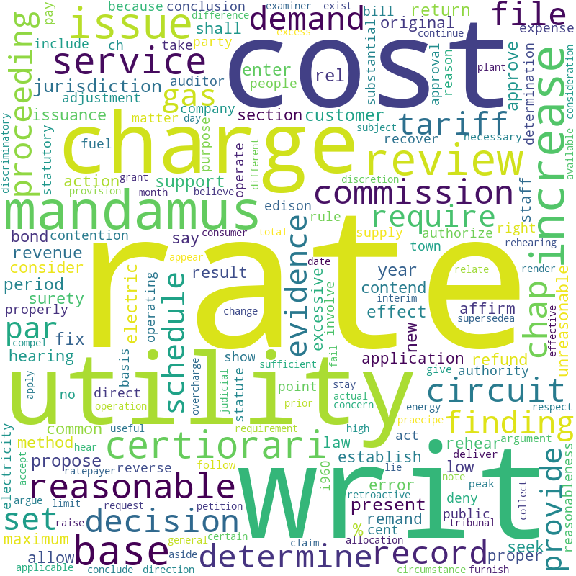 because conclusion difference examiner exist return
pay bill original expense
include ch shall continue
auditor take party plant
issue demand file
discriminatory proceeding service cost
jurisdiction enter people rel
adjustment substantially approval reason approve determination
issuance gas section customer
statutory company tariff recover
matter day
fuel purpose operate different subject necessary
charge review
action support discretion staff consideration
grant month believe provision authorize
mandamus commission chap increase
bond contention edison require
revenue say rule supply right
consider evidence town rehearing
surety electric rate appear date relate render
period result consumer
properly schedule year contend affirm
par operating excessive involve effect interim supersedeas effective unreasonable
fix change new
hearing basis show application refund
no direct overcharge statute fail stay authority compel
utility sufficient give
apply point actual concern circuit
operation judicial prior energy respect
electricity method common useful requirement high praecipe argument
certiorari law act rehear finding
accept hear ratepayer lie deliver
propose follow establish low reasonableness
reverse 1960 note peak
argue limit reasonable writ error retroactive deny provide
request petition present public collect
set decision remand tribunal
maximum raise general certain % cent seek
allow base aside claim allocation proper
applicable conclude direction determine record circumstance furnish